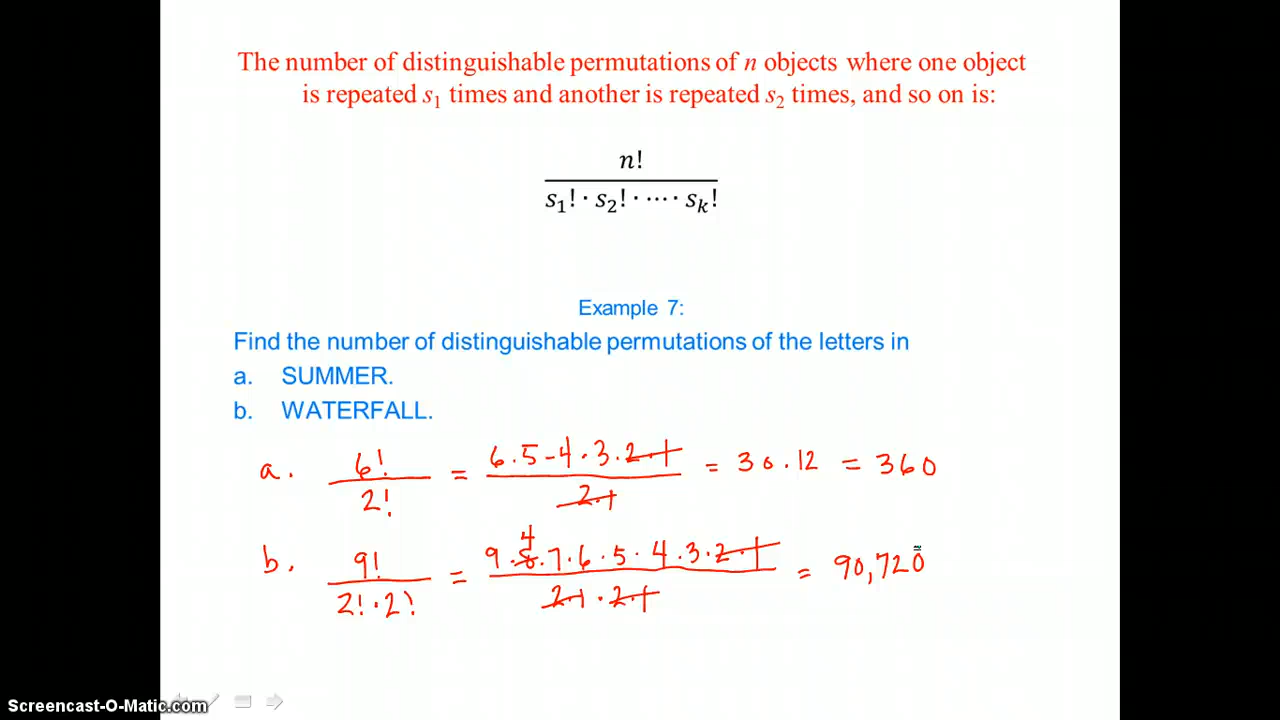 The number of distinguishable permutations of n objects where one object
is repeated s₁ times and another is repeated s₂ times, and so on is:
n!
s₁! · s₂! · ···· · sₖ!
Example 7:
Find the number of distinguishable permutations of the letters in
a. SUMMER.
b. WATERFALL.
a. 6!/2! = 6·5·4·3·2·1/2·1 = 30·12 = 360
b. 9!/2!·2! = 9·8·7·6·5·4·3·2·1/2·1·2·1 = 90,720
4
Screencast-O-Matic.com